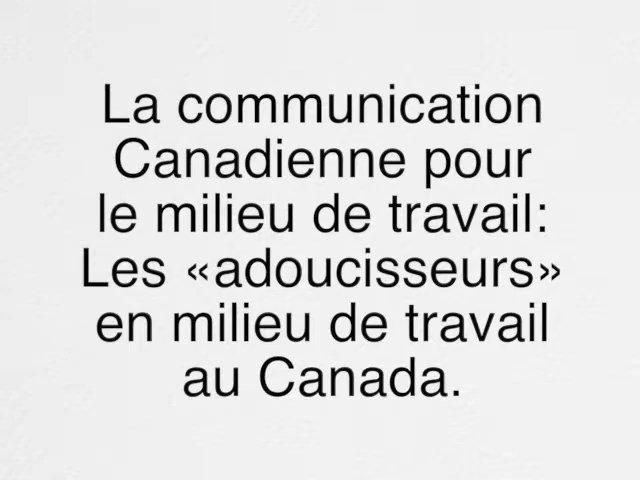 La communication
Canadienne pour
le milieu de travail:
Les «adoucisseurs»
en milieu de travail
au Canada.